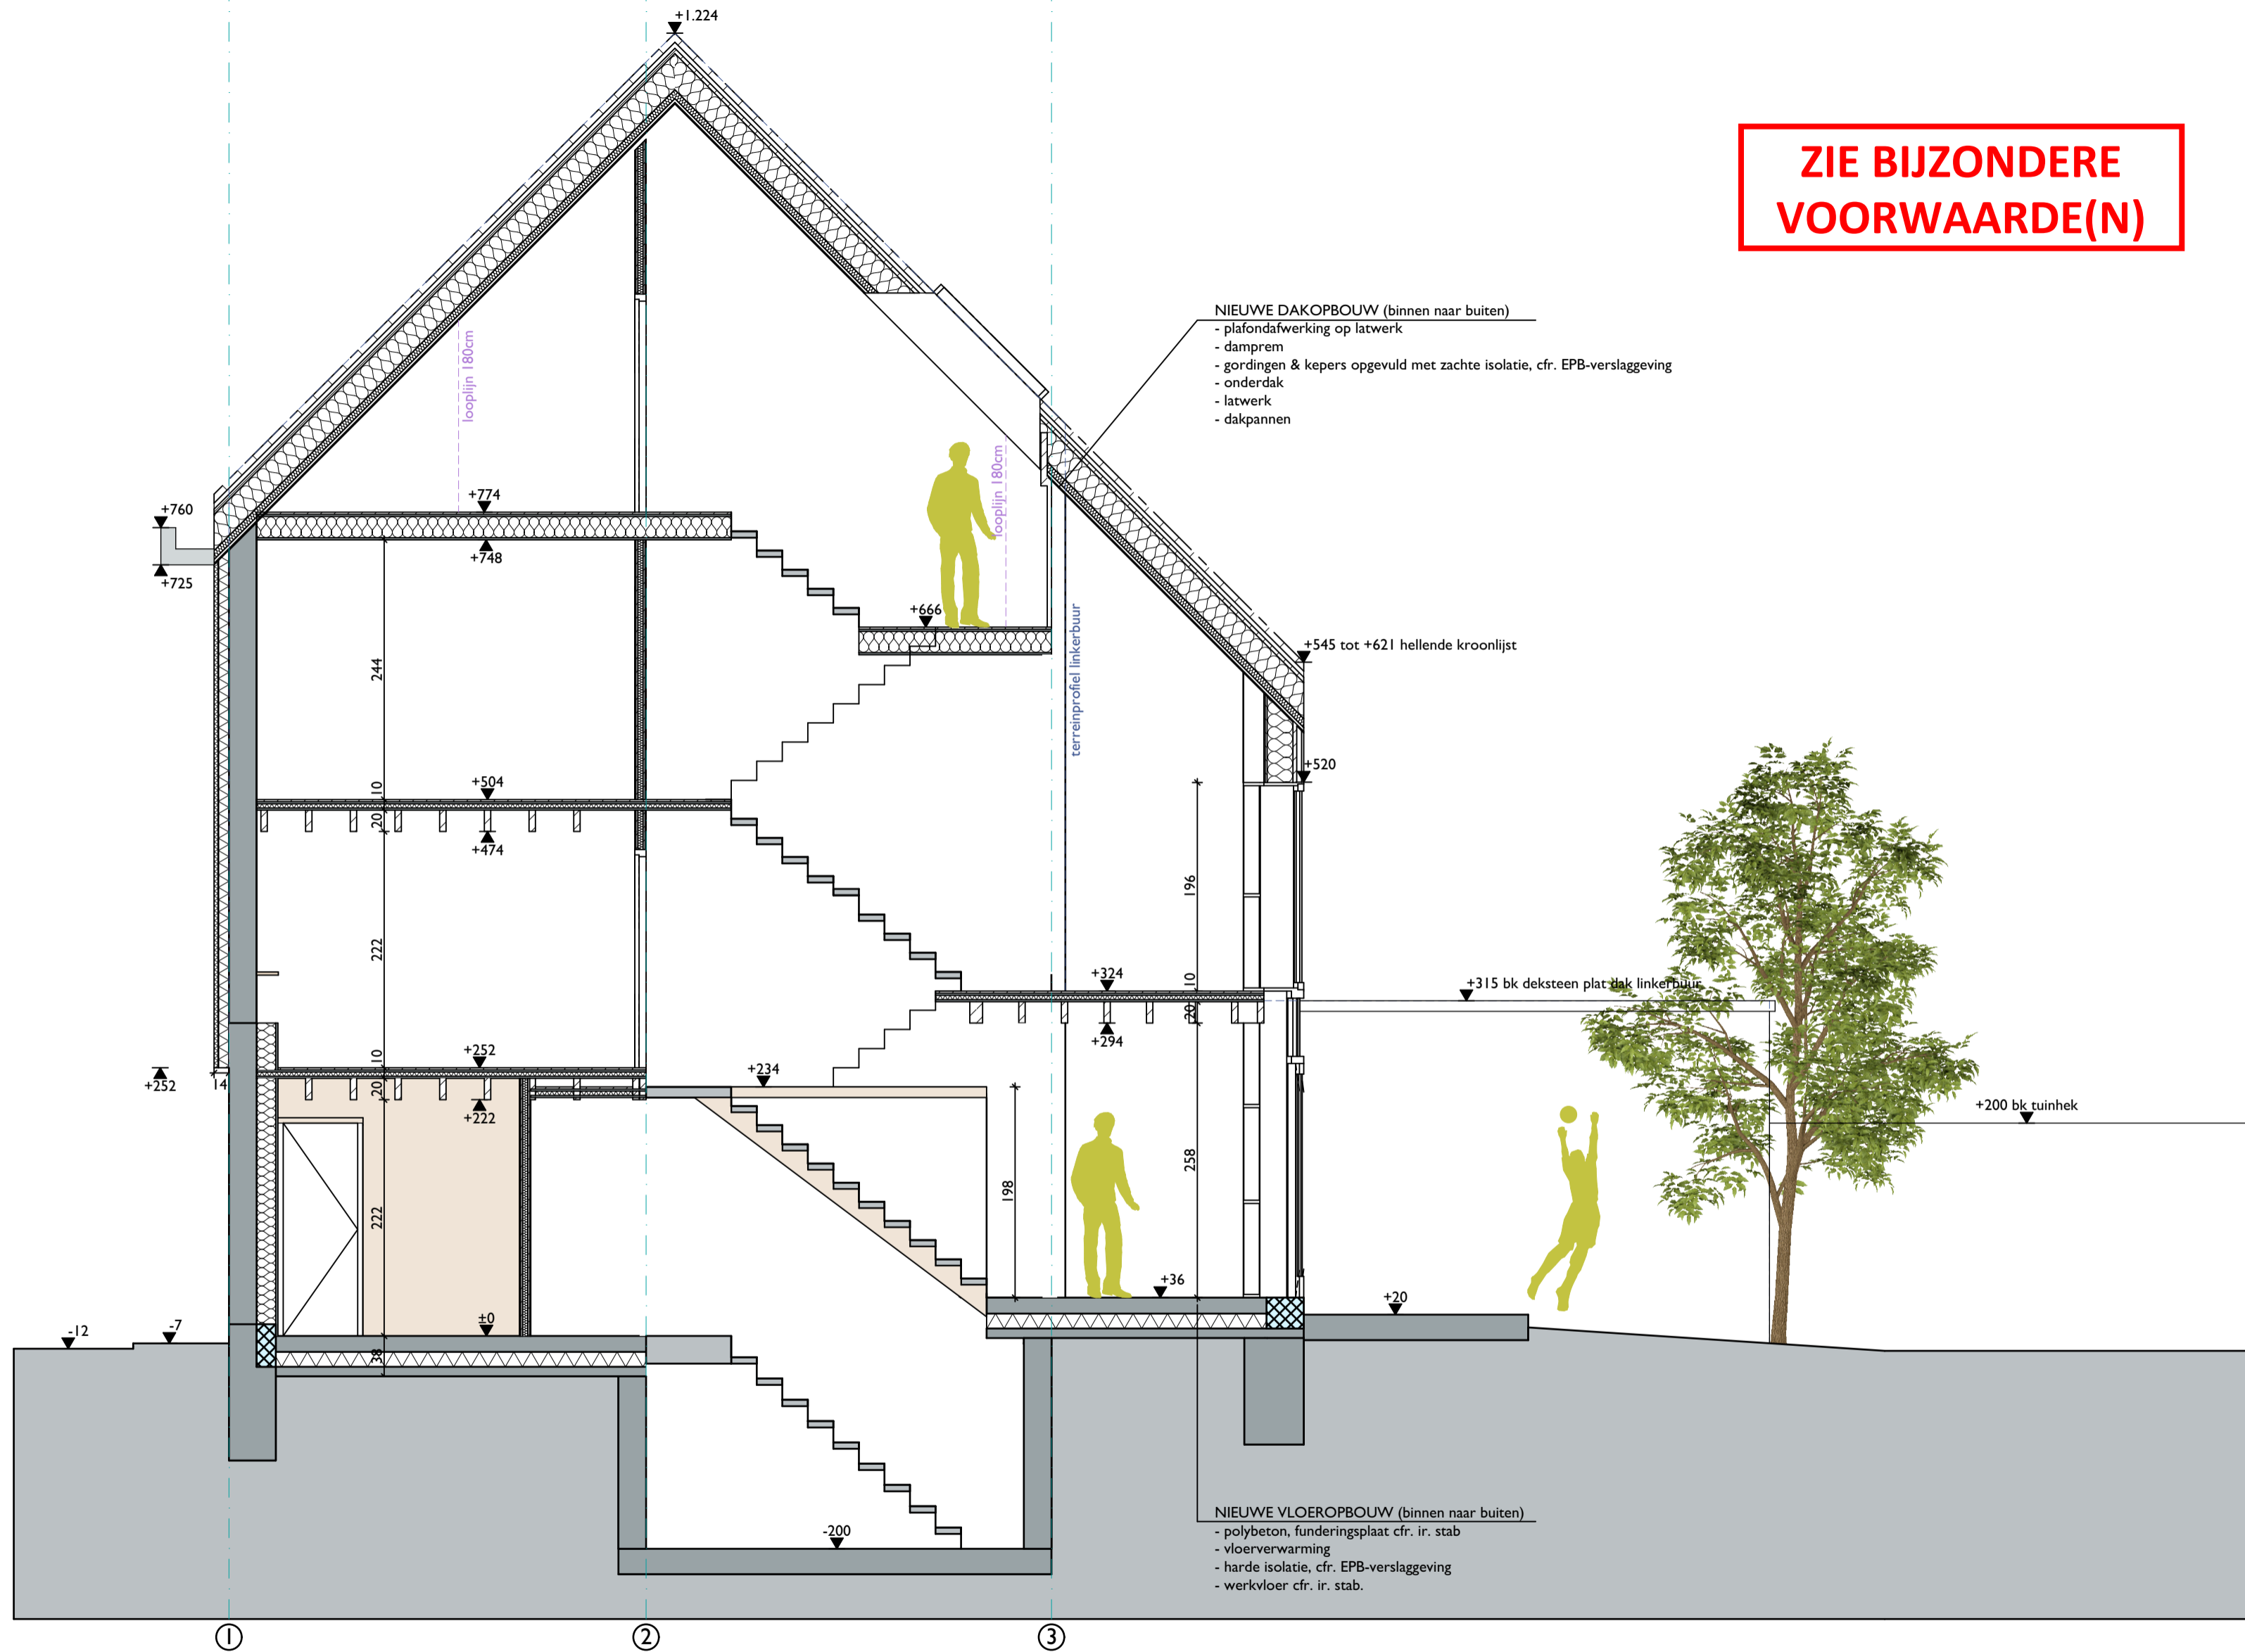 +1.224
ZIE BIJZONDERE
VOORWAARDE(N)
NIEUWE DAKOPBOUW (binnen naar buiten)
- plafondafwerking op latwerk
- damprem
- gordingen & kepers opgevuld met zachte isolatie, cfr. EPB-verslaggeving
- onderdak
- latwerk
- dakpannen
looplijn 180cm
looplijn 180cm
+774
+760
+748
+725
+666
terreinprofiel linkerbuur
+545 tot +621 hellende kroonlijst
244
+520
+504
10
20
+474
196
222
+324
10
+315 bk deksteen plat dak linkerbuur
20
+294
+252
10
+252
14
20
+222
+234
+200 bk tuinhek
258
198
222
+36
+20
±0
-12
-7
38
NIEUWE VLOEROPBOUW (binnen naar buiten)
- polybeton, funderingsplaat cfr. ir. stab
- vloerverwarming
- harde isolatie, cfr. EPB-verslaggeving
- werkvloer cfr. ir. stab.
-200
1
2
3